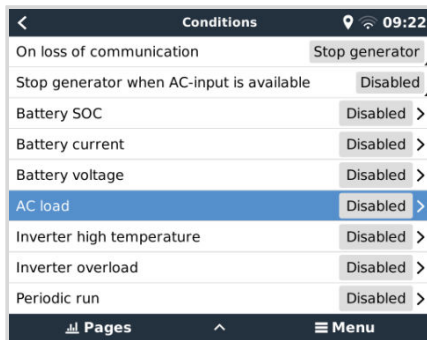 Conditions 09:22
On loss of communication Stop generator
Stop generator when AC-input is available Disabled
Battery SOC Disabled
Battery current Disabled
Battery voltage Disabled
AC load Disabled
Inverter high temperature Disabled
Inverter overload Disabled
Periodic run Disabled
Pages Menu